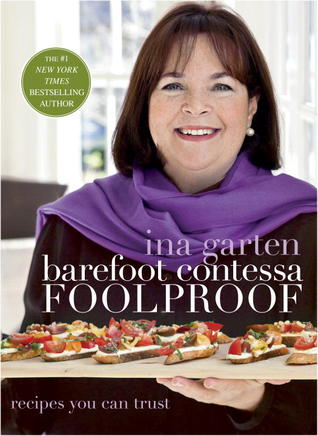 THE #1
NEW YORK
TIMES
BESTSELLING
AUTHOR
ina garten
barefoot contessa
FOOLPROOF
recipes you can trust